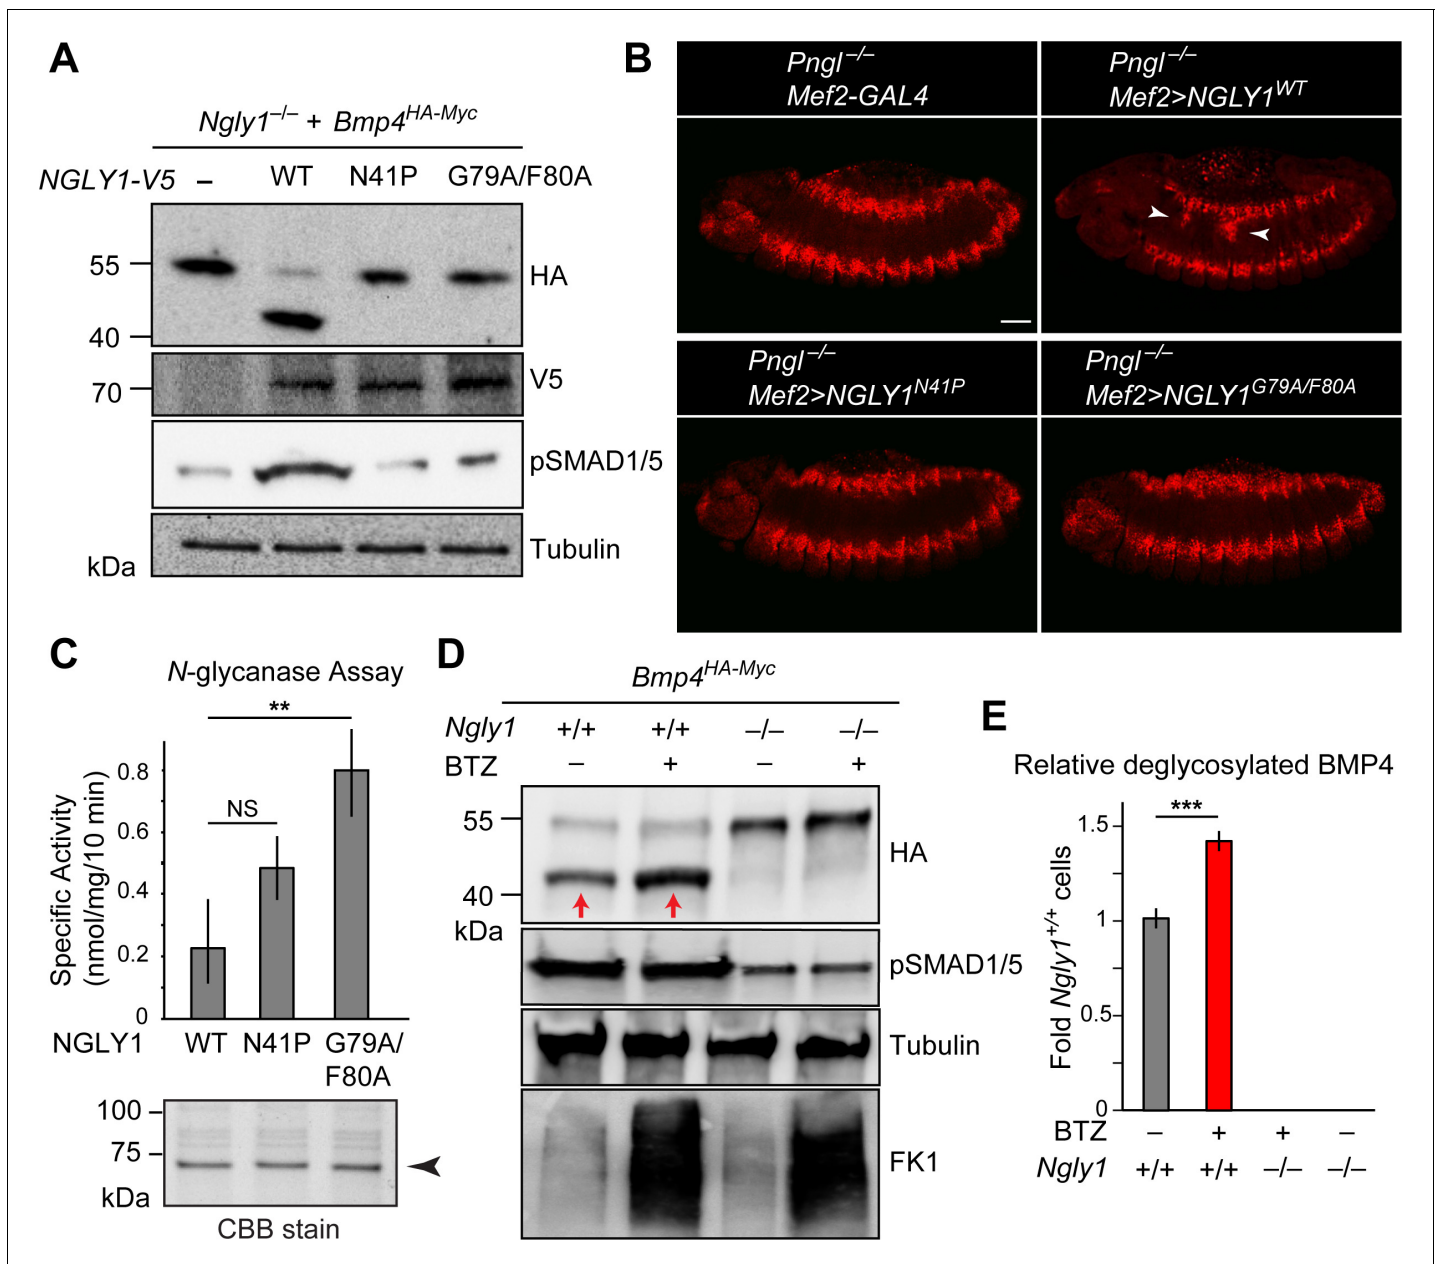 A
Ngly1–/– + Bmp4HA-Myc
NGLY1-V5 – WT N41P G79A/F80A
55
HA
40
70
V5
pSMAD1/5
Tubulin
kDa
B
Pngl–/–
Mef2-GAL4
Pngl–/–
Mef2>NGLY1WT
Pngl–/–
Mef2>NGLY1N41P
Pngl–/–
Mef2>NGLY1G79A/F80A
C
N-glycanase Assay
**
NS
Specific Activity
(nmol/mg/10 min)
0.8
0.6
0.4
0.2
0
NGLY1 WT N41P G79A/
F80A
100
75
kDa
CBB stain
D
Bmp4HA-Myc
Ngly1 +/+ +/+ –/– –/–
BTZ – + – +
55
HA
40
kDa
pSMAD1/5
Tubulin
FK1
E
Relative deglycosylated BMP4
***
Fold Ngly1+/+ cells
1.5
1
0.5
0
BTZ – + + –
Ngly1 +/+ +/+ –/– –/–